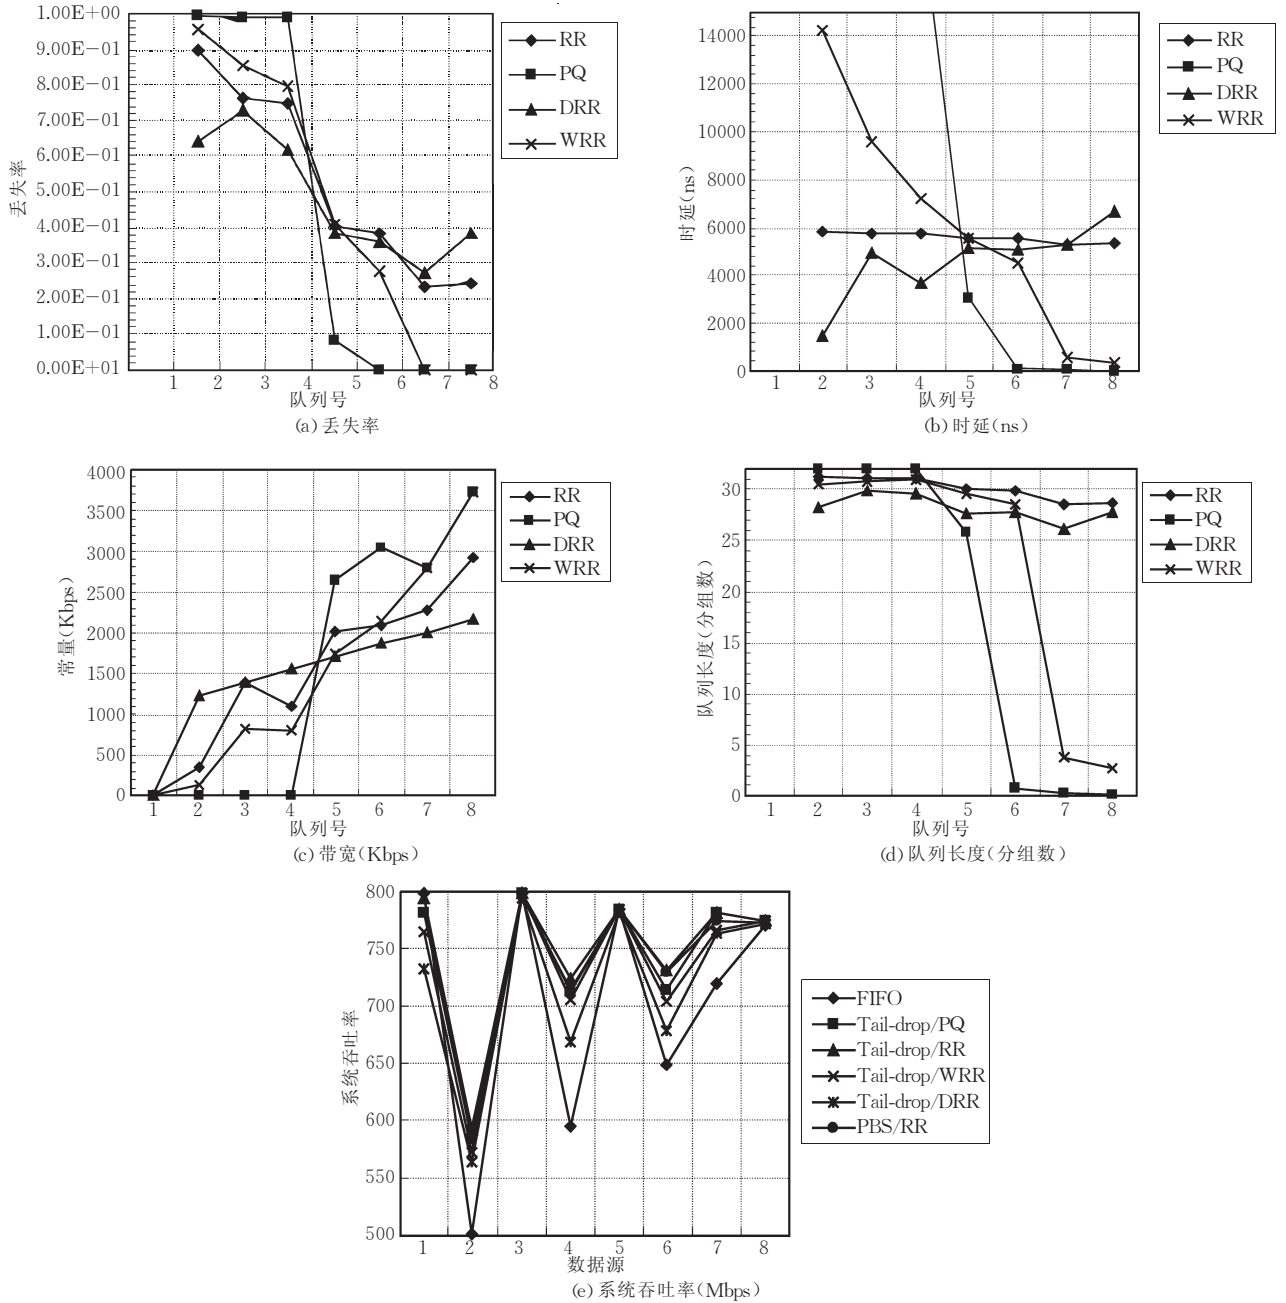 1.00E+00
9.00E−01
8.00E−01
7.00E−01
6.00E−01
5.00E−01
4.00E−01
3.00E−01
2.00E−01
1.00E−01
0.00E+01
丢失率
1 2 3 4 5 6 7 8
队列号
(a) 丢失率
RR
PQ
DRR
WRR
14000
12000
10000
8000
6000
4000
2000
0
时延(ns)
1 2 3 4 5 6 7 8
队列号
(b) 时延(ns)
RR
PQ
DRR
WRR
4000
3500
3000
2500
2000
1500
1000
500
0
常量(Kbps)
1 2 3 4 5 6 7 8
队列号
(c) 带宽(Kbps)
RR
PQ
DRR
WRR
30
25
20
15
10
5
0
队列长度(分组数)
1 2 3 4 5 6 7 8
队列号
(d) 队列长度(分组数)
RR
PQ
DRR
WRR
800
750
700
650
600
550
500
系统吞吐率
1 2 3 4 5 6 7 8
数据源
(e) 系统吞吐率(Mbps)
FIFO
Tail-drop/PQ
Tail-drop/RR
Tail-drop/WRR
Tail-drop/DRR
PBS/RR